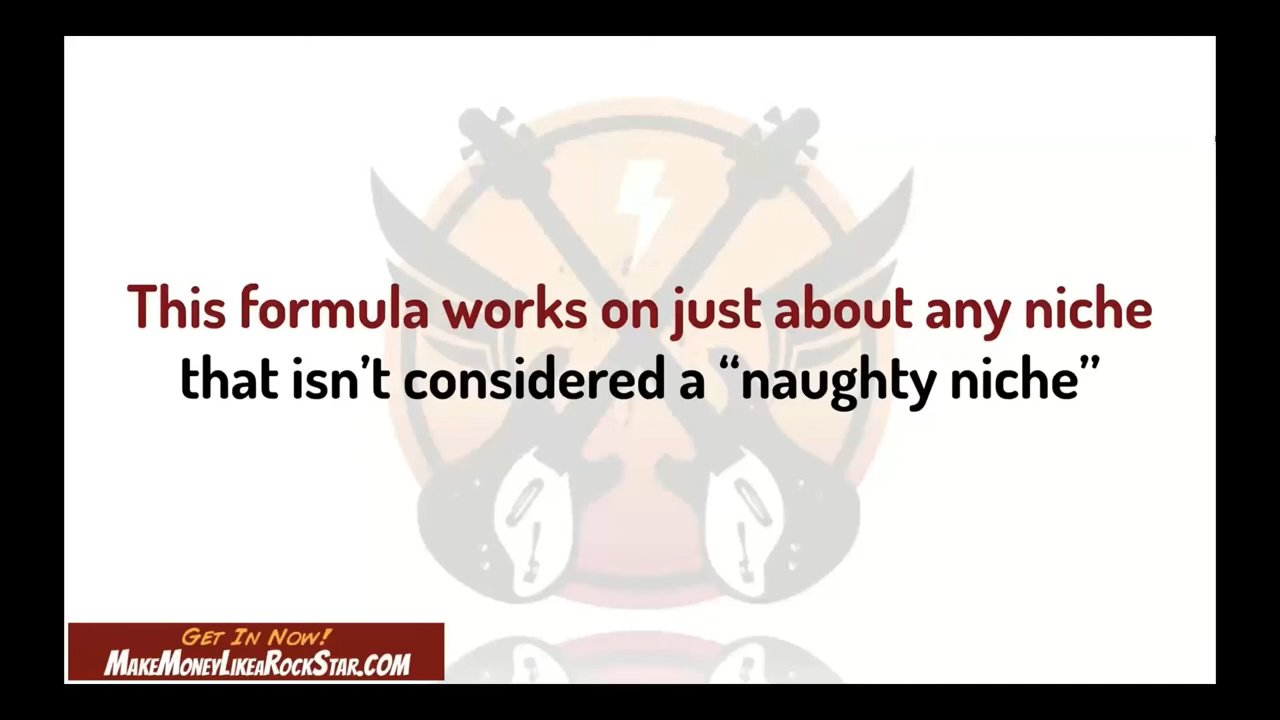 This formula works on just about any niche
that isn’t considered a “naughty niche”
Get In Now!
MakeMoneyLikeaRockStar.com